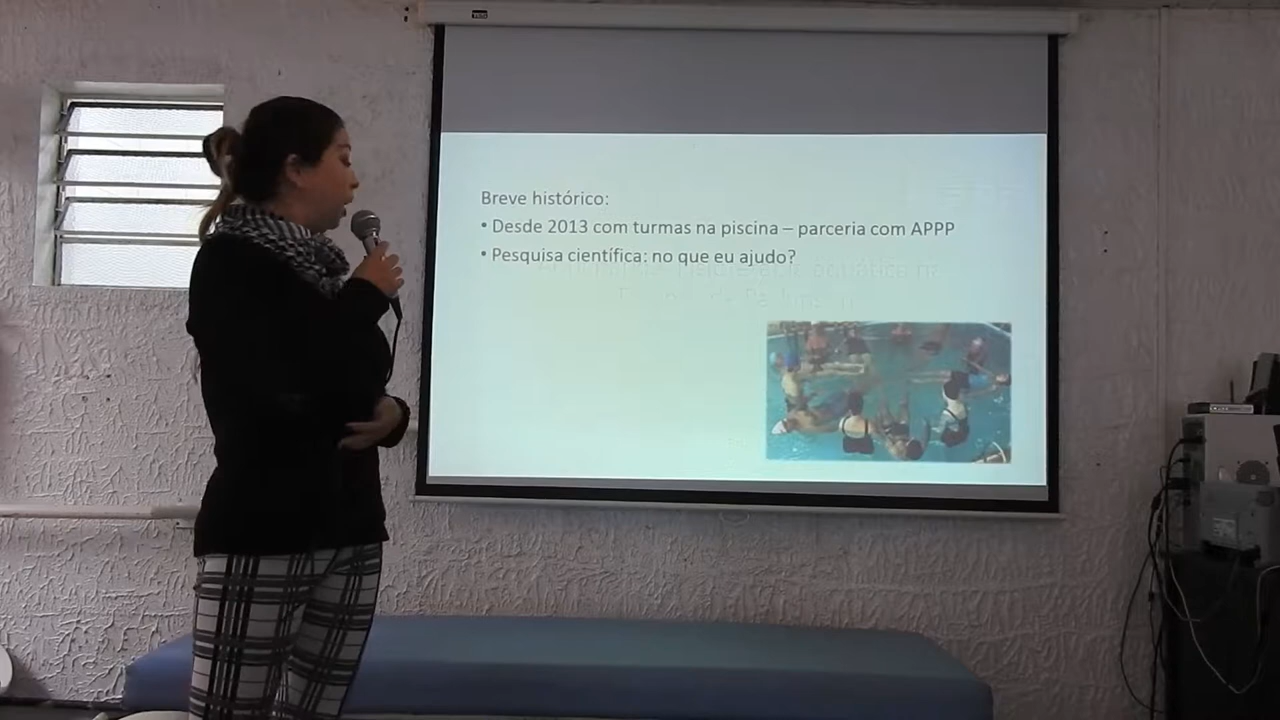 Breve histórico:
• Desde 2013 com turmas na piscina – parceria com APPP
• Pesquisa científica: no que eu ajudo?